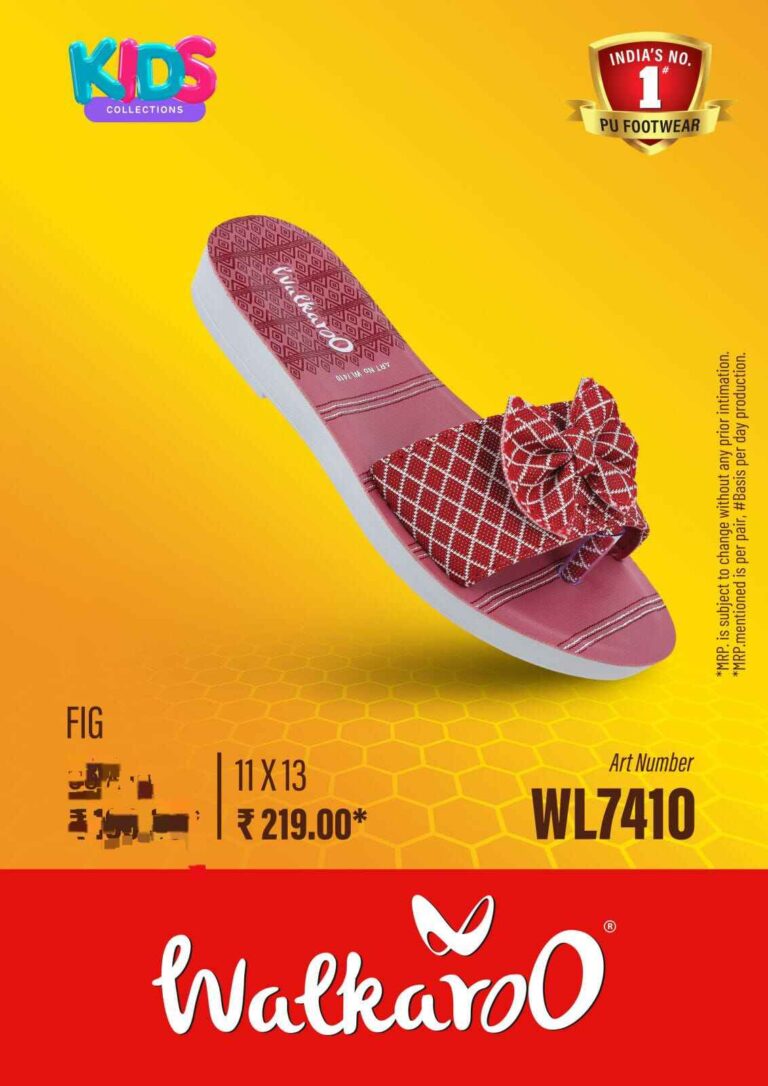 KIDS
COLLECTIONS
INDIA'S NO.
1#
PU FOOTWEAR
Walkaroo
ART NO. WL7410
*MRP. is subject to change without any prior intimation.
*MRP.mentioned is per pair, #Basis per day production.
FIG
11 X 13
₹ 219.00*
Art Number
WL7410
Walkaroo®